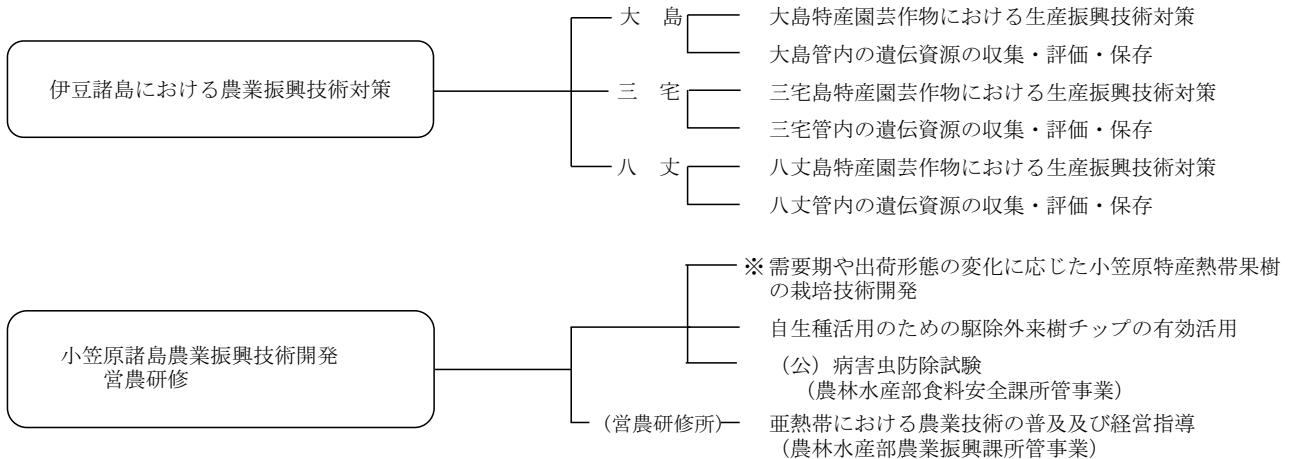 大　島
大島特産園芸作物における生産振興技術対策
大島管内の遺伝資源の収集・評価・保存
伊豆諸島における農業振興技術対策
三　宅
三宅島特産園芸作物における生産振興技術対策
三宅管内の遺伝資源の収集・評価・保存
八　丈
八丈島特産園芸作物における生産振興技術対策
八丈管内の遺伝資源の収集・評価・保存
※需要期や出荷形態の変化に応じた小笠原特産熱帯果樹
の栽培技術開発
自生種活用のための駆除外来樹チップの有効活用
小笠原諸島農業振興技術開発
営農研修
（公）病害虫防除試験
（農林水産部食料安全課所管事業）
（営農研修所）
亜熱帯における農業技術の普及及び経営指導
（農林水産部農業振興課所管事業）